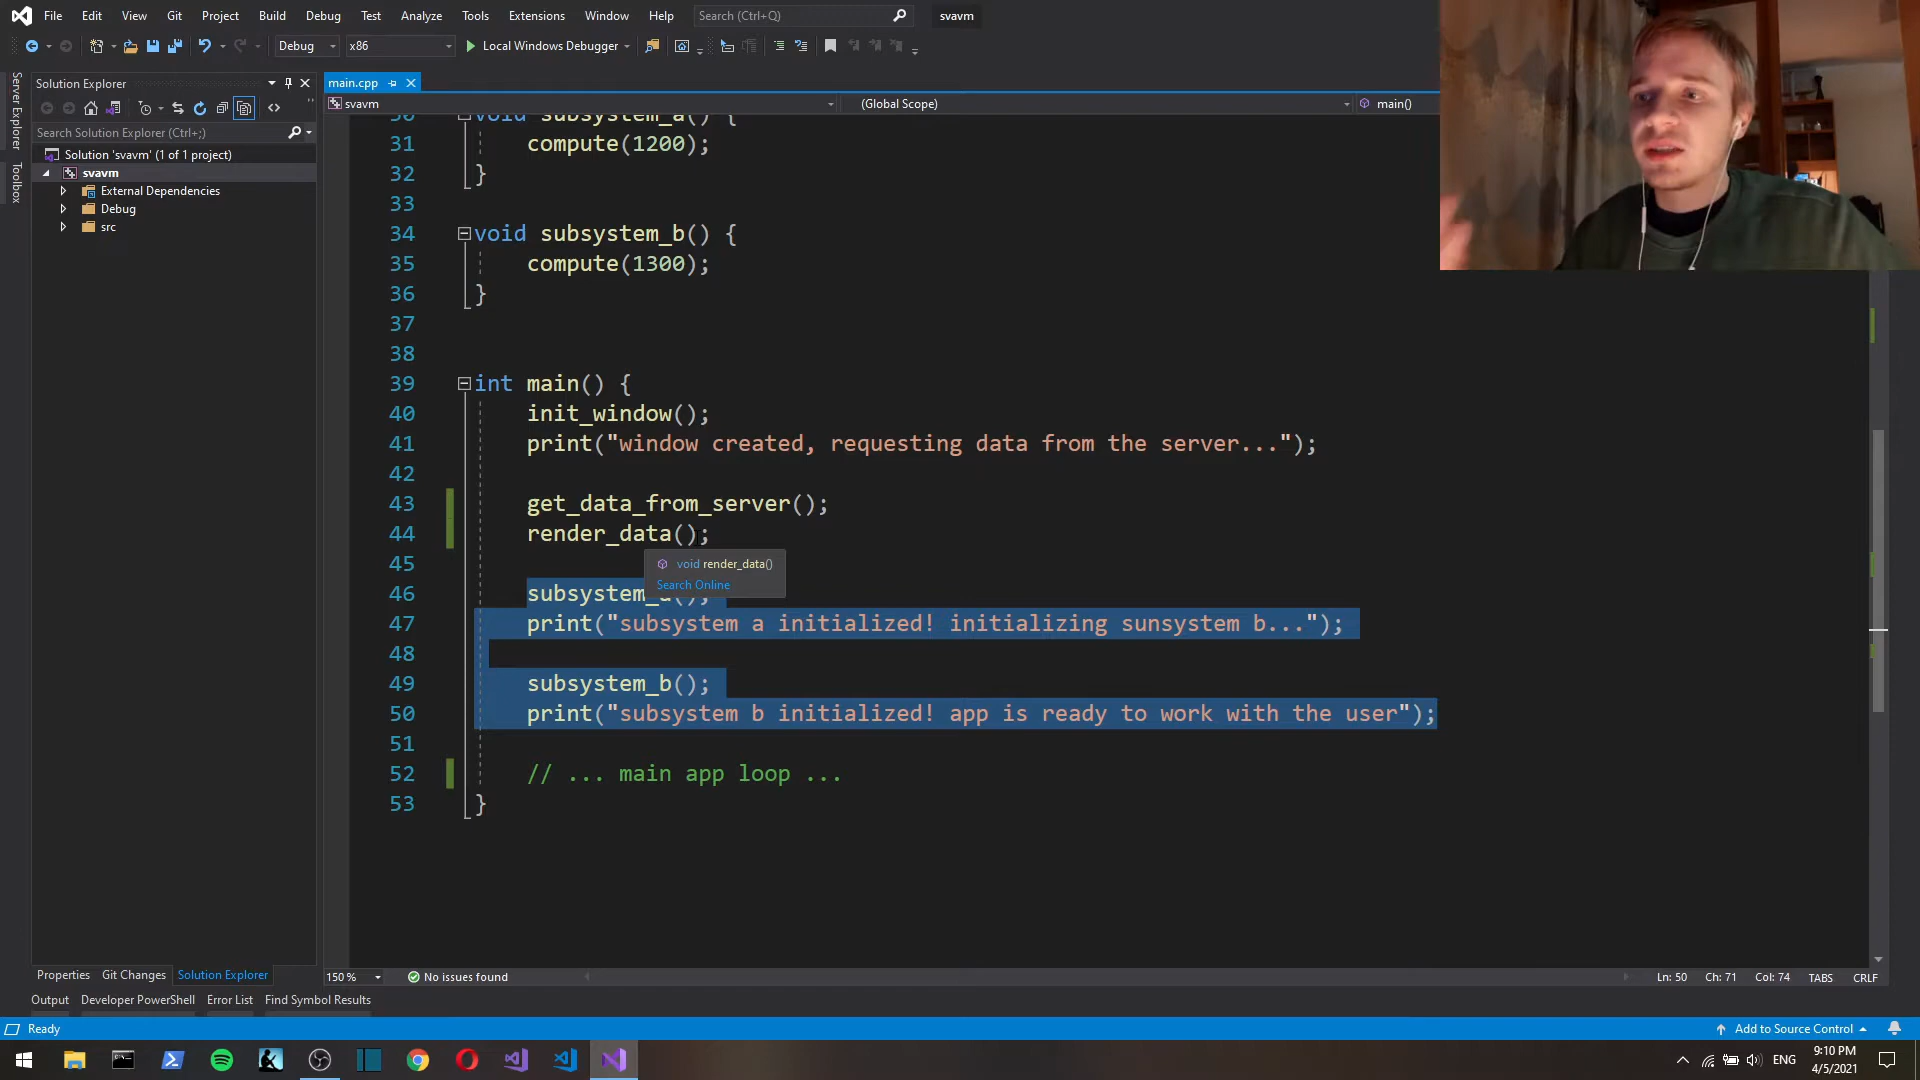 File Edit View Git Project Build Debug Test Analyze Tools Extensions Window Help Search (Ctrl+Q) svavm
Debug x86 Local Windows Debugger
Server Explorer
Toolbox
Solution Explorer
Search Solution Explorer (Ctrl+;)
Solution 'svavm' (1 of 1 project)
svavm
External Dependencies
Debug
src
main.cpp
svavm (Global Scope) main()
30 void subsystem_a() {
31 compute(1200);
32 }
33
34 void subsystem_b() {
35 compute(1300);
36 }
37
38
39 int main() {
40 init_window();
41 print("window created, requesting data from the server...");
42
43 get_data_from_server();
44 render_data();
45
void render_data()
Search Online
46 subsystem_a();
47 print("subsystem a initialized! initializing sunsystem b...");
48
49 subsystem_b();
50 print("subsystem b initialized! app is ready to work with the user");
51
52 // ... main app loop ...
53 }
Properties Git Changes Solution Explorer
150 % No issues found Ln: 50 Ch: 71 Col: 74 TABS CRLF
Output Developer PowerShell Error List Find Symbol Results
Ready Add to Source Control
ENG 9:10 PM
4/5/2021